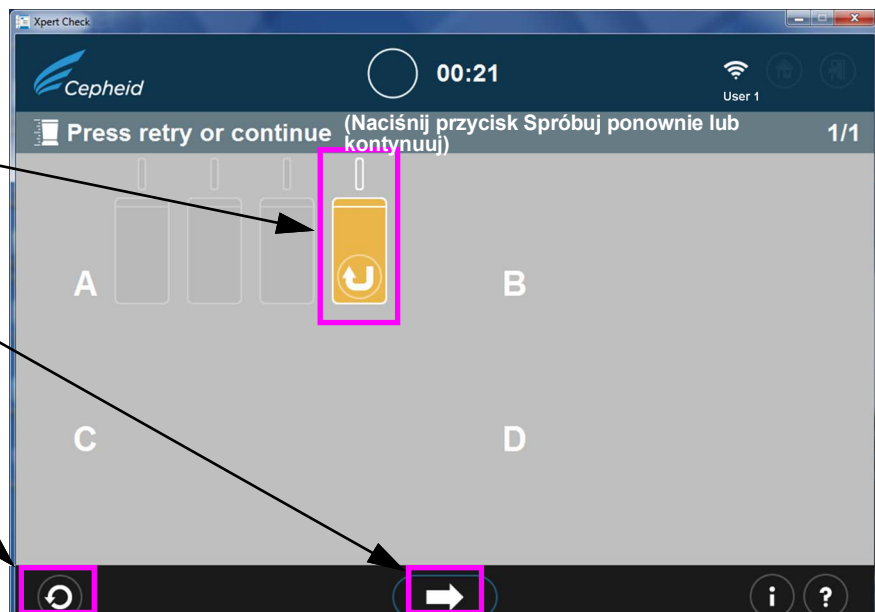 Xpert Check
Cepheid
00:21
User 1
Press retry or continue
(Naciśnij przycisk Spróbuj ponownie lub
kontynuuj)
1/1
A
B
C
D
i
?